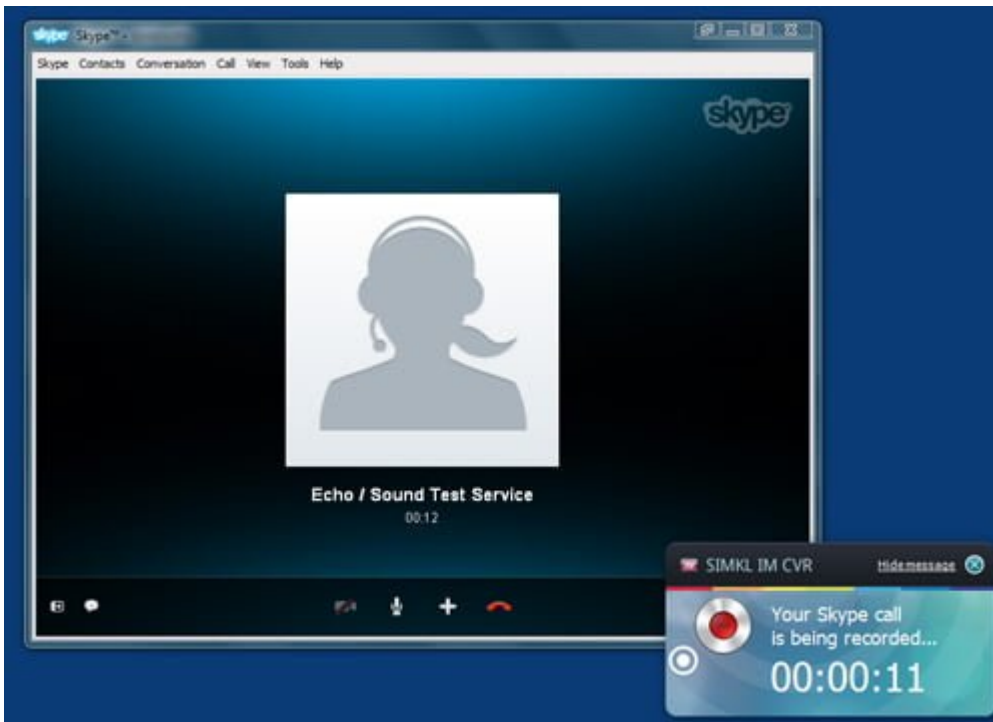 skype Skype™ -
Skype Contacts Conversation Call View Tools Help
skype
Echo / Sound Test Service
00:12
SIMKL IM CVR Hide message
Your Skype call
is being recorded...
00:00:11